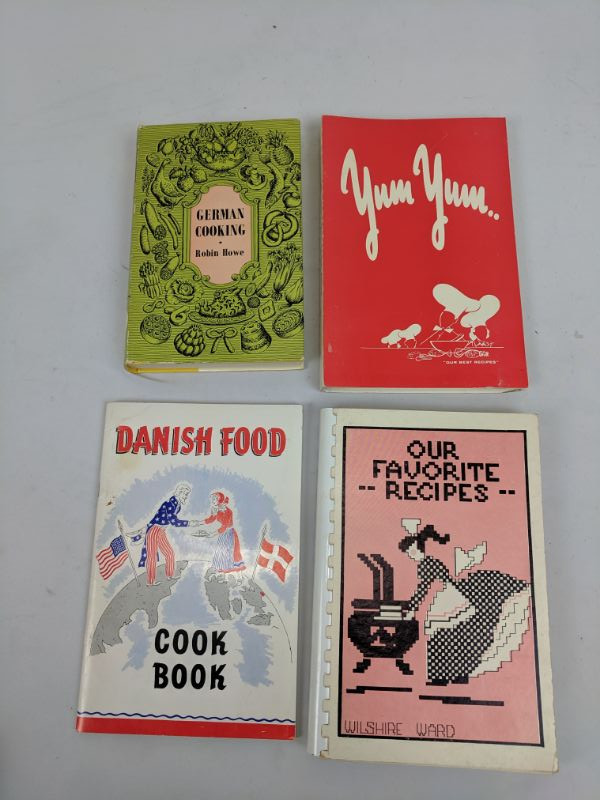 GERMAN
COOKING
Robin Howe
Yum Yum..
"OUR BEST RECIPES"
DANISH FOOD
COOK
BOOK
OUR
FAVORITE
-- RECIPES --
WILSHIRE WARD